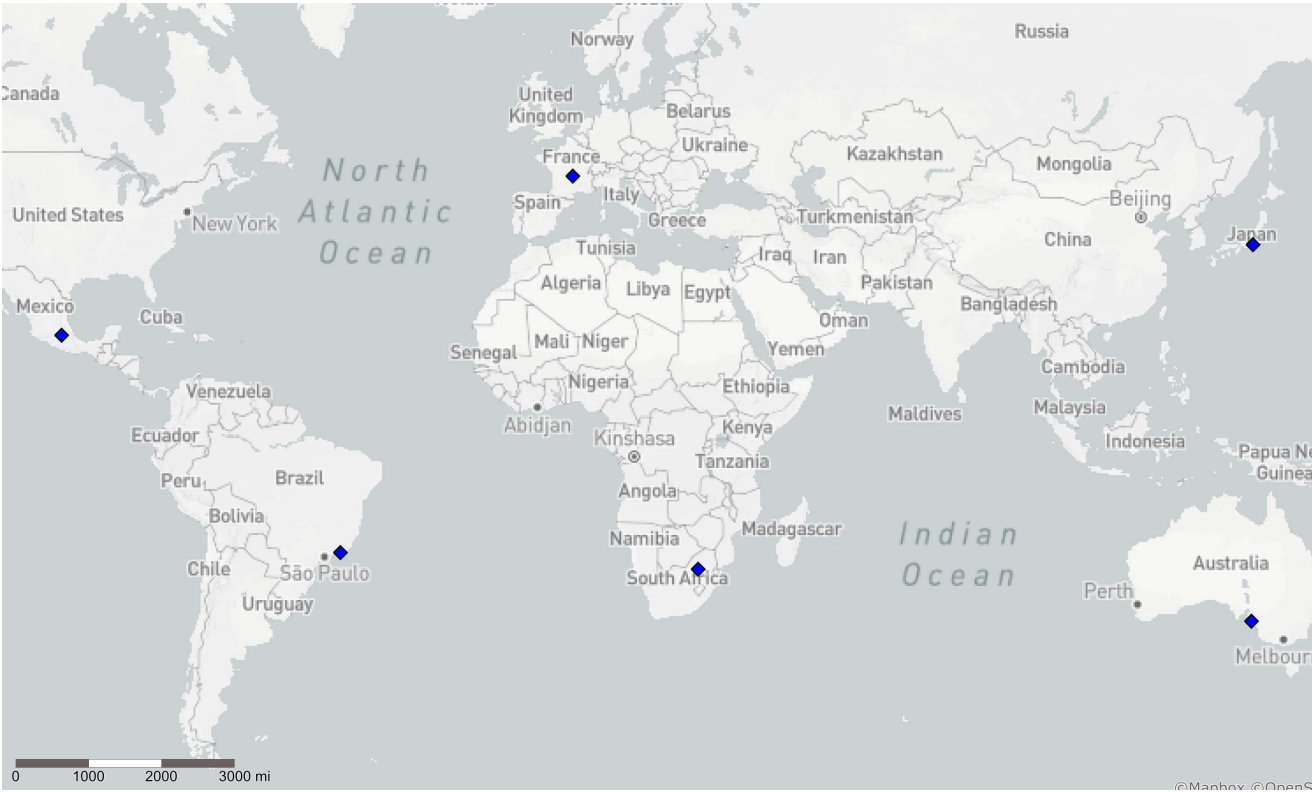 Norway
Russia
Canada
United
Kingdom
Belarus
Ukraine
France
Kazakhstan
Mongolia
North
Atlantic
Ocean
Spain
Italy
Beijing
United States
New York
Greece
Turkmenistan
Japan
Tunisia
Iraq
Iran
China
Algeria
Libya
Egypt
Pakistan
Bangladesh
Mexico
Cuba
Oman
Senegal
Mali
Niger
Yemen
Cambodia
Venezuela
Nigeria
Ethiopia
Maldives
Malaysia
Abidjan
Kenya
Ecuador
Kinshasa
Indonesia
Papua Ne
Guinea
Peru
Brazil
Tanzania
Angola
Bolivia
Namibia
Madagascar
Indian
Ocean
Chile
São Paulo
South Africa
Australia
Perth
Uruguay
Melbour
0 1000 2000 3000 mi
©Mapbox ©OpenS